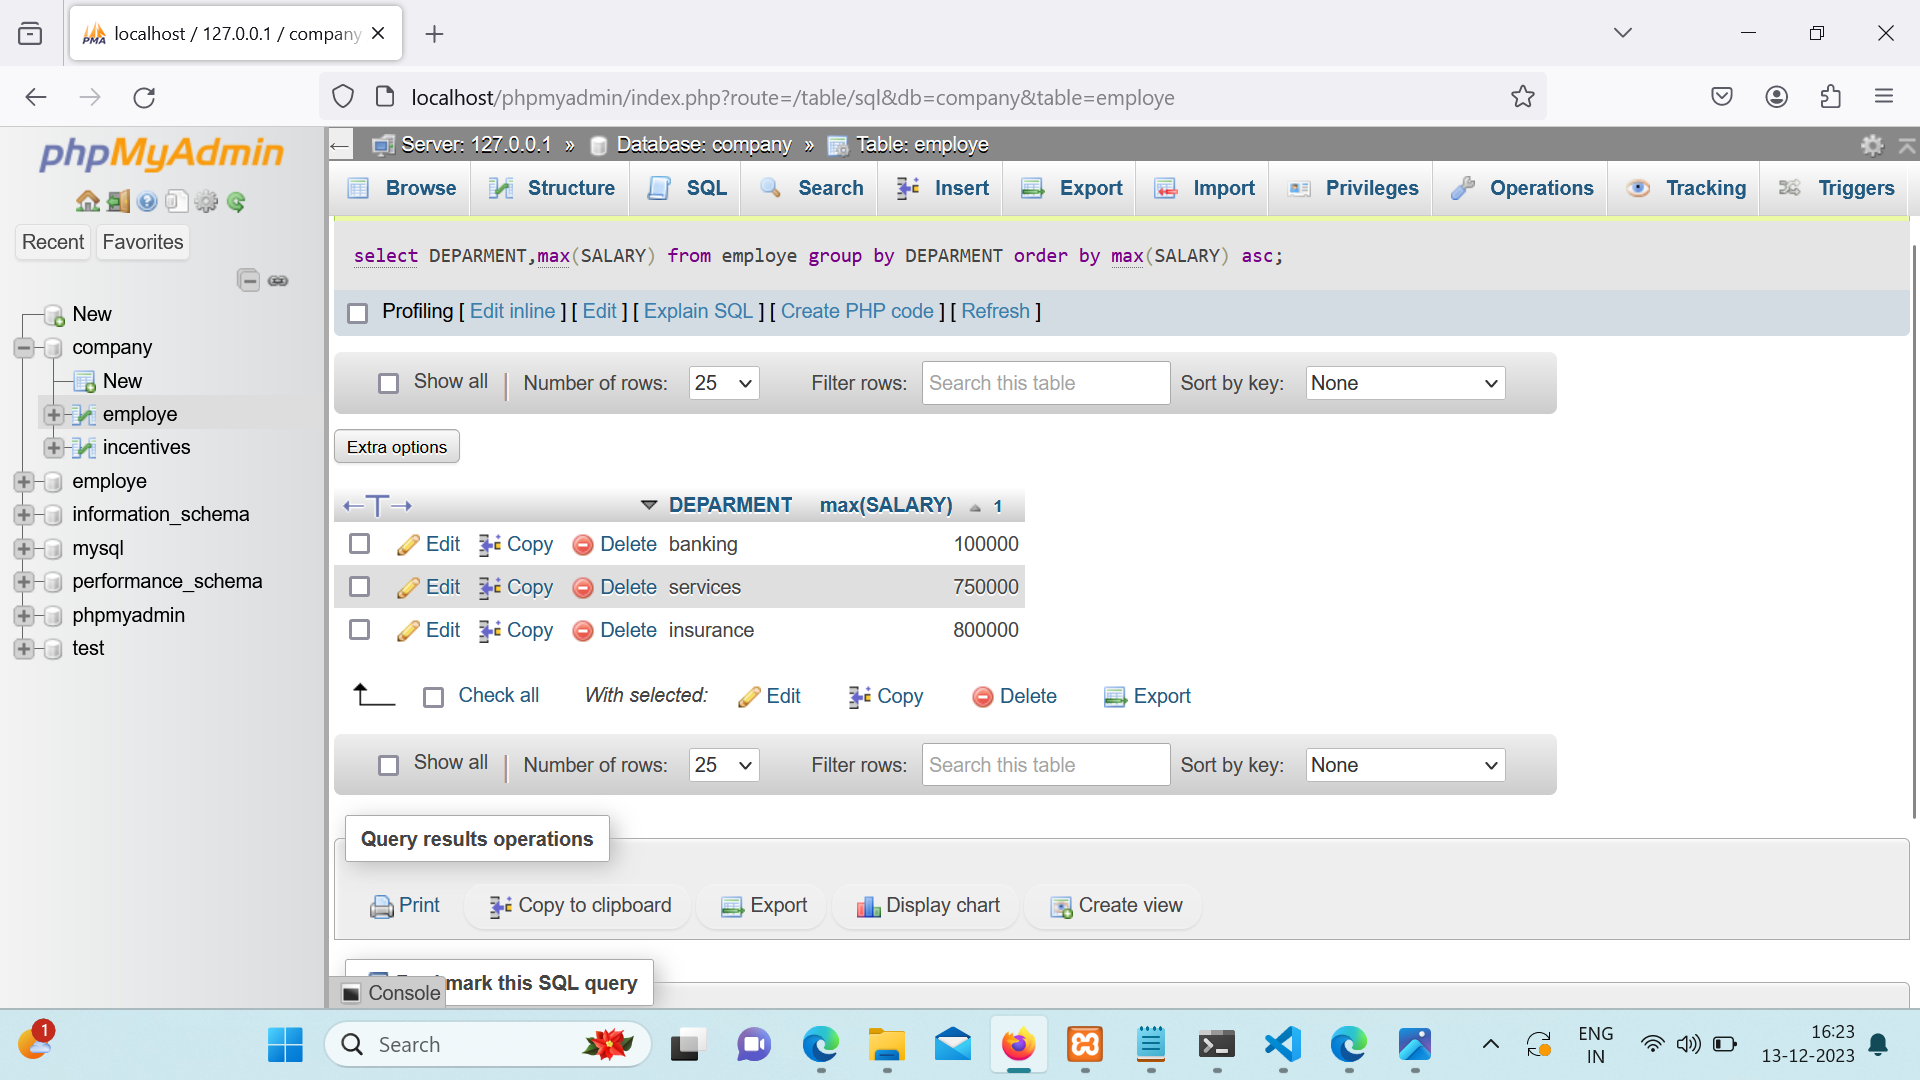 localhost / 127.0.0.1 / company
localhost/phpmyadmin/index.php?route=/table/sql&db=company&table=employe
phpMyAdmin
Recent
Favorites
New
company
New
employe
incentives
employe
information_schema
mysql
performance_schema
phpmyadmin
test
Server: 127.0.0.1 » Database: company » Table: employe
Browse Structure SQL Search Insert Export Import Privileges Operations Tracking Triggers
select DEPARMENT,max(SALARY) from employe group by DEPARMENT order by max(SALARY) asc;
Profiling [ Edit inline ] [ Edit ] [ Explain SQL ] [ Create PHP code ] [ Refresh ]
Show all | Number of rows: 25 Filter rows: Search this table Sort by key: None
Extra options
←T→ DEPARMENT max(SALARY) 1
Edit Copy Delete banking 100000
Edit Copy Delete services 750000
Edit Copy Delete insurance 800000
Check all With selected: Edit Copy Delete Export
Show all | Number of rows: 25 Filter rows: Search this table Sort by key: None
Query results operations
Print Copy to clipboard Export Display chart Create view
mark this SQL query
Console
1
Search
ENG
IN
16:23
13-12-2023